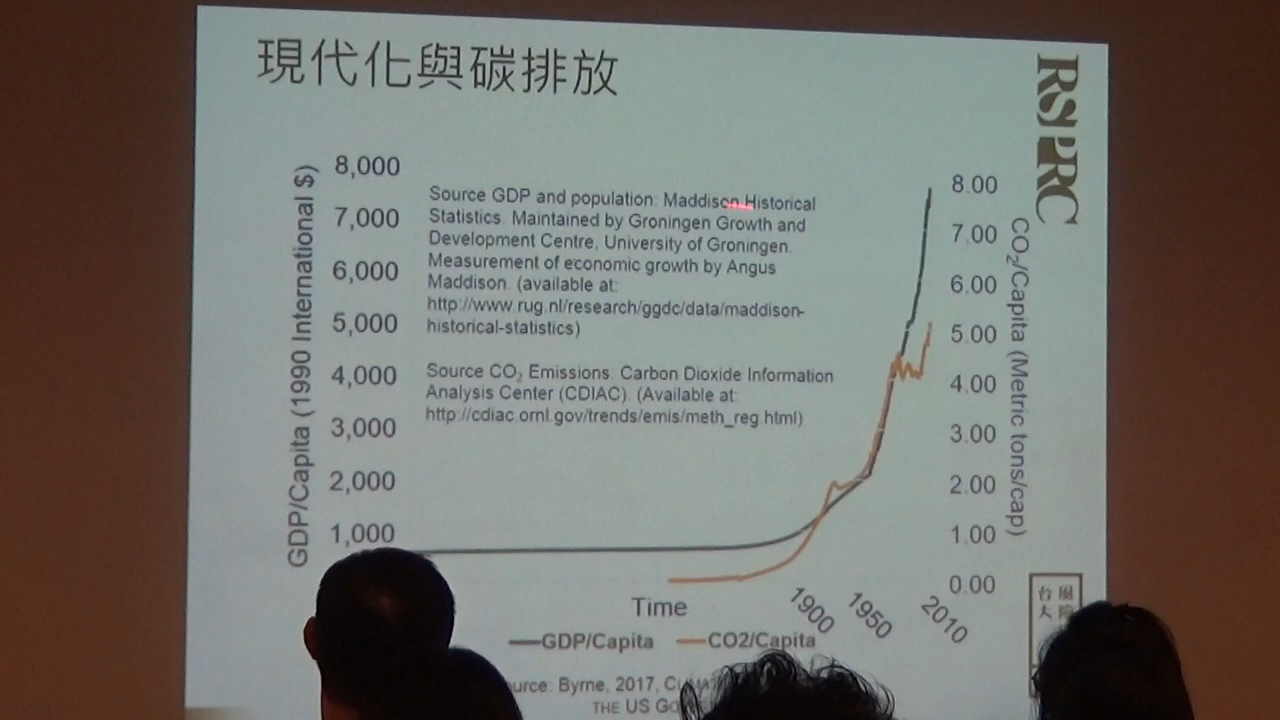 現代化與碳排放
RSPRC
GDP/Capita (1990 International $)
8,000
7,000
6,000
5,000
4,000
3,000
2,000
1,000
Source GDP and population: Maddison Historical
Statistics. Maintained by Groningen Growth and
Development Centre, University of Groningen.
Measurement of economic growth by Angus
Maddison. (available at:
http://www.rug.nl/research/ggdc/data/maddison-
historical-statistics)
Source CO₂ Emissions: Carbon Dioxide Information
Analysis Center (CDIAC). (Available at:
http://cdiac.ornl.gov/trends/emis/meth_reg html)
8.00
7.00
6.00
5.00
4.00
3.00
2.00
1.00
0.00
CO₂/Capita (Metric tons/cap)
Time
1900
1950
2010
GDP/Capita
CO2/Capita
Byrne, 2017,
THE US
台大